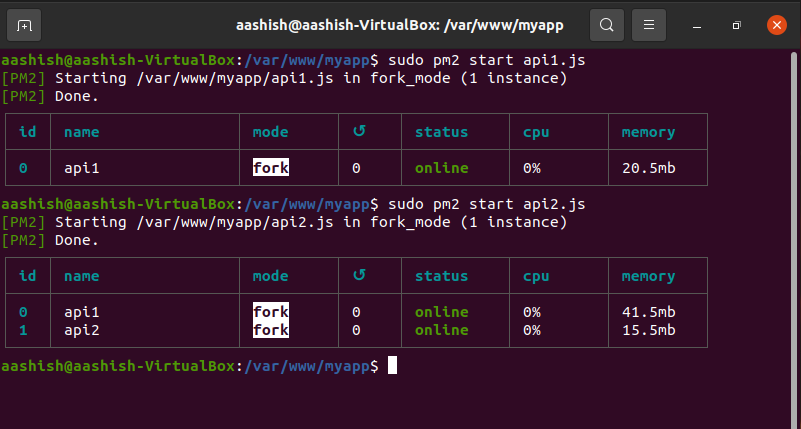 aashish@aashish-VirtualBox: /var/www/myapp
aashish@aashish-VirtualBox:/var/www/myapp$ sudo pm2 start api1.js
[PM2] Starting /var/www/myapp/api1.js in fork_mode (1 instance)
[PM2] Done.
id name mode ↺ status cpu memory
0 api1 fork 0 online 0% 20.5mb
aashish@aashish-VirtualBox:/var/www/myapp$ sudo pm2 start api2.js
[PM2] Starting /var/www/myapp/api2.js in fork_mode (1 instance)
[PM2] Done.
id name mode ↺ status cpu memory
0 api1 fork 0 online 0% 41.5mb
1 api2 fork 0 online 0% 15.5mb
aashish@aashish-VirtualBox:/var/www/myapp$